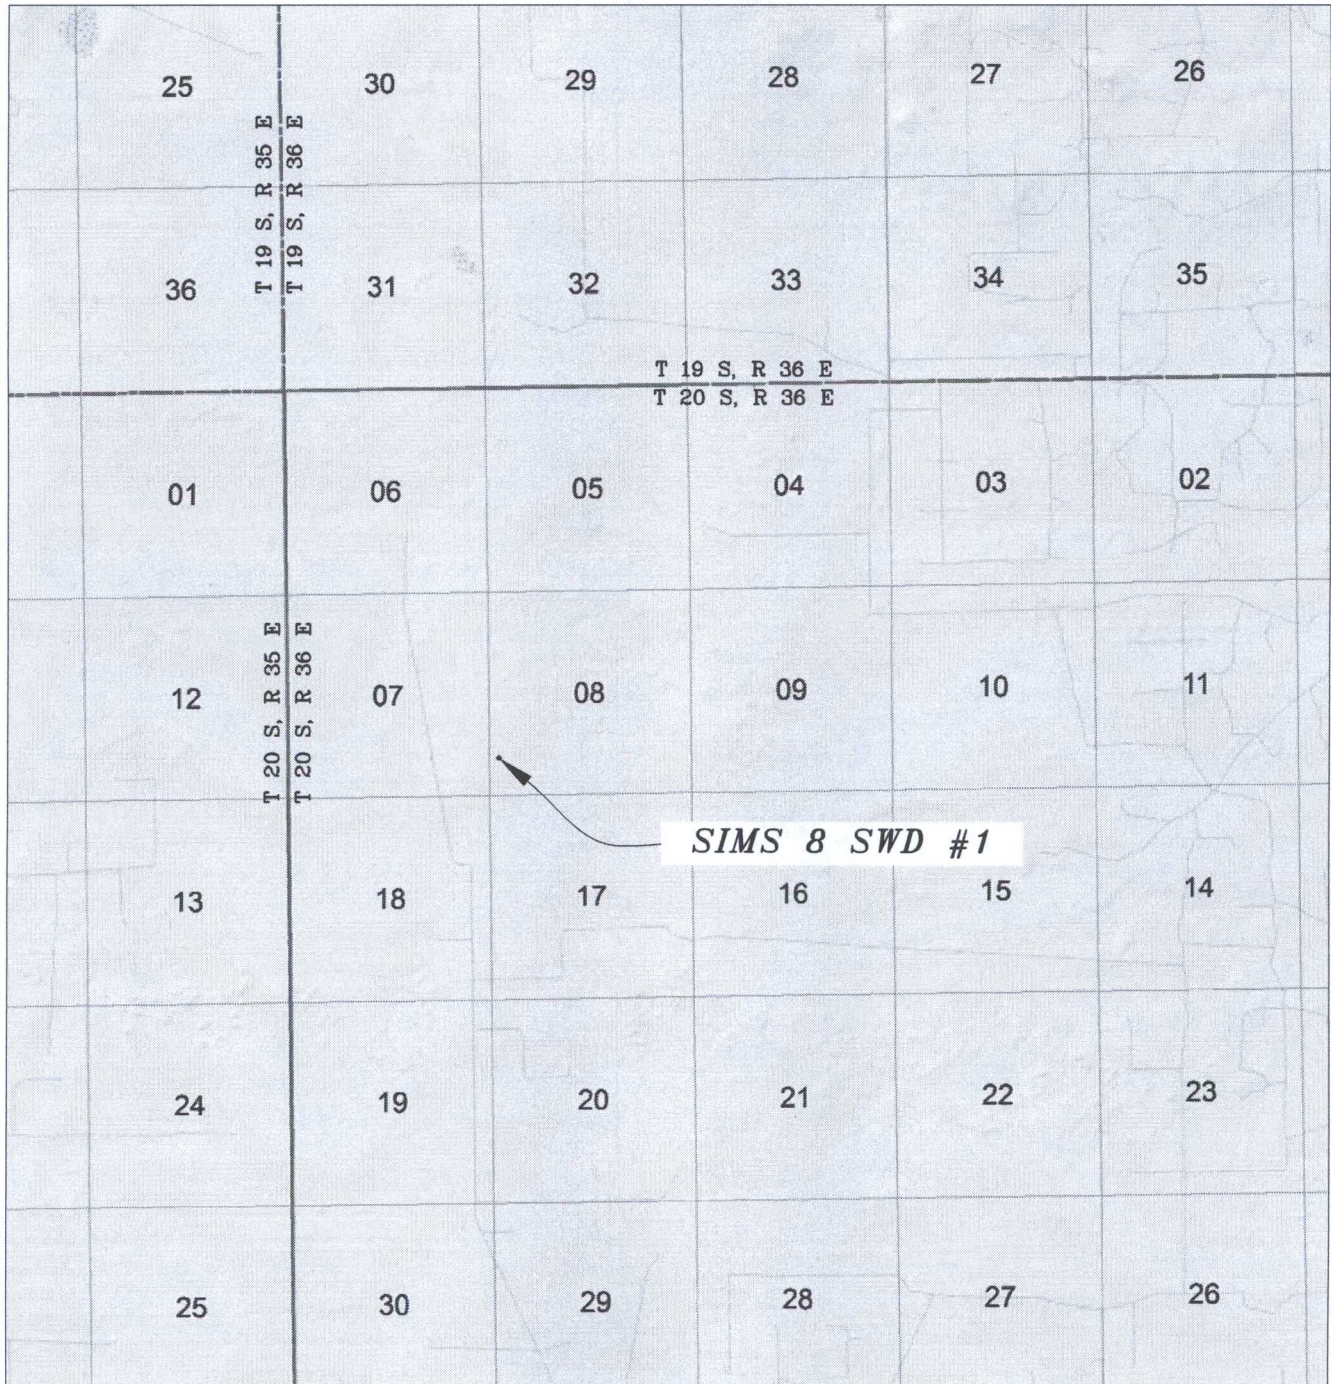 25 30 29 28 27 26
T 19 S, R 35 E
T 19 S, R 36 E
36 31 32 33 34 35
T 19 S, R 36 E
T 20 S, R 36 E
01 06 05 04 03 02
T 20 S, R 35 E
T 20 S, R 36 E
12 07 08 09 10 11
SIMS 8 SWD #1
13 18 17 16 15 14
24 19 20 21 22 23
25 30 29 28 27 26